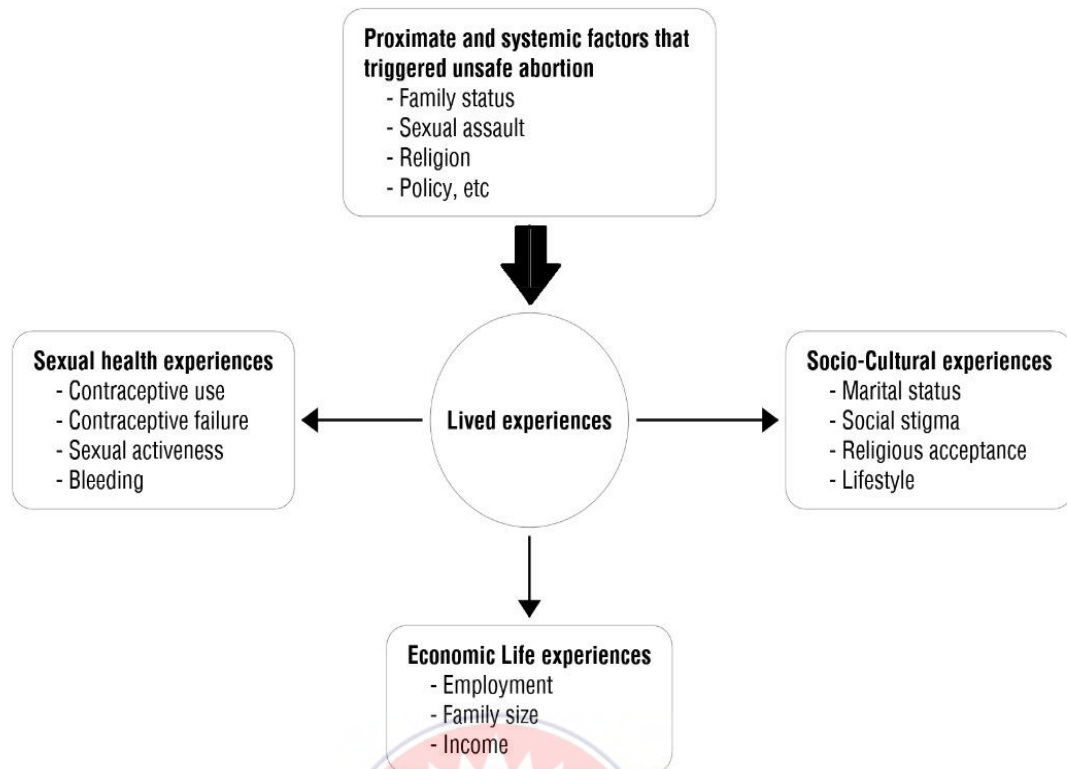 Proximate and systemic factors that
triggered unsafe abortion
- Family status
- Sexual assault
- Religion
- Policy, etc
Sexual health experiences
- Contraceptive use
- Contraceptive failure
- Sexual activeness
- Bleeding
Lived experiences
Socio-Cultural experiences
- Marital status
- Social stigma
- Religious acceptance
- Lifestyle
Economic Life experiences
- Employment
- Family size
- Income